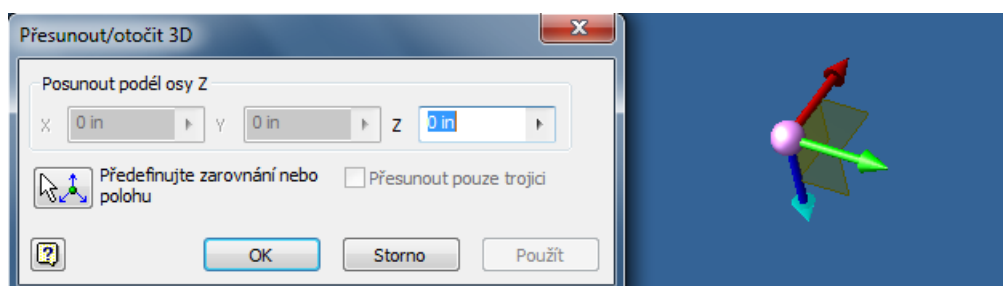 Přesunout/otočit 3D
Posunout podél osy Z
X 0 in Y 0 in Z 0 in
Předefinujte zarovnání nebo
polohu
Přesunout pouze trojici
OK Storno Použít